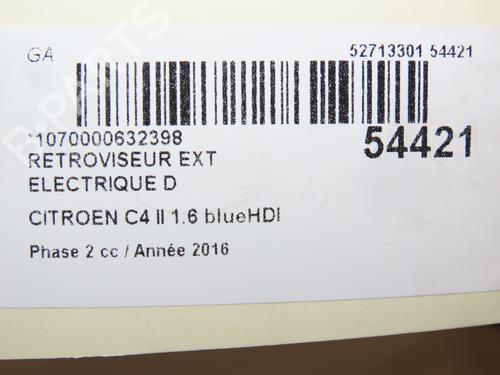 GA
52713301 54421
*1070000632398
54421
RETROVISEUR EXT
ELECTRIQUE D
CITROEN C4 II 1.6 blueHDI
Phase 2 cc / Année 2016
B-PARTS